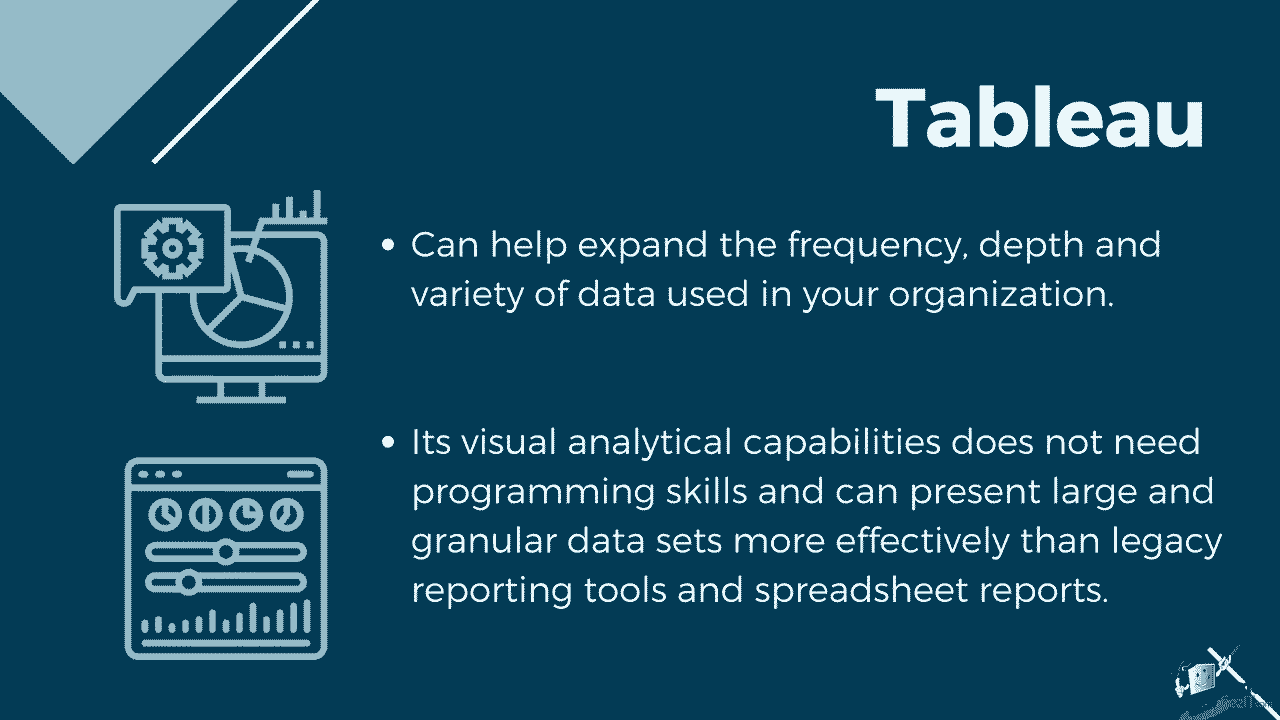 Tableau
• Can help expand the frequency, depth and
variety of data used in your organization.
• Its visual analytical capabilities does not need
programming skills and can present large and
granular data sets more effectively than legacy
reporting tools and spreadsheet reports.